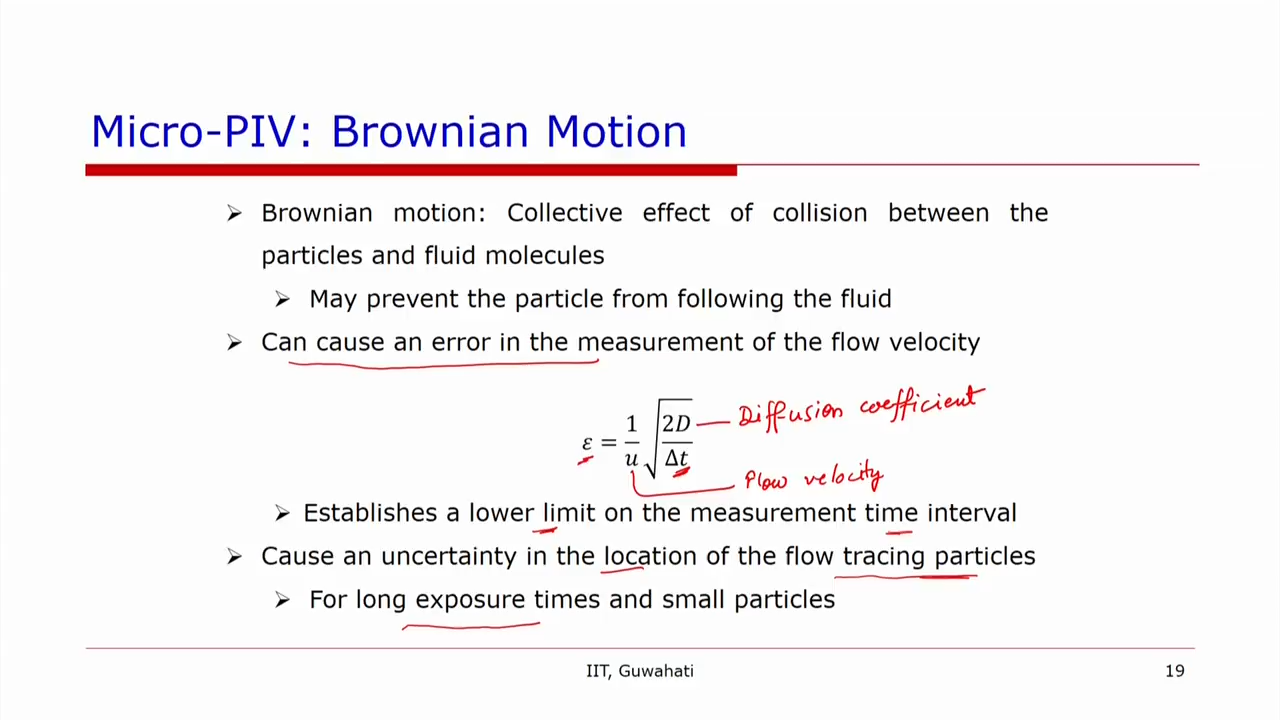 Micro-PIV: Brownian Motion
➢ Brownian motion: Collective effect of collision between the
particles and fluid molecules
➢ May prevent the particle from following the fluid
➢ Can cause an error in the measurement of the flow velocity
ε = 1/u √(2D/Δt)
Diffusion coefficient
Flow velocity
➢ Establishes a lower limit on the measurement time interval
➢ Cause an uncertainty in the location of the flow tracing particles
➢ For long exposure times and small particles
IIT, Guwahati 19